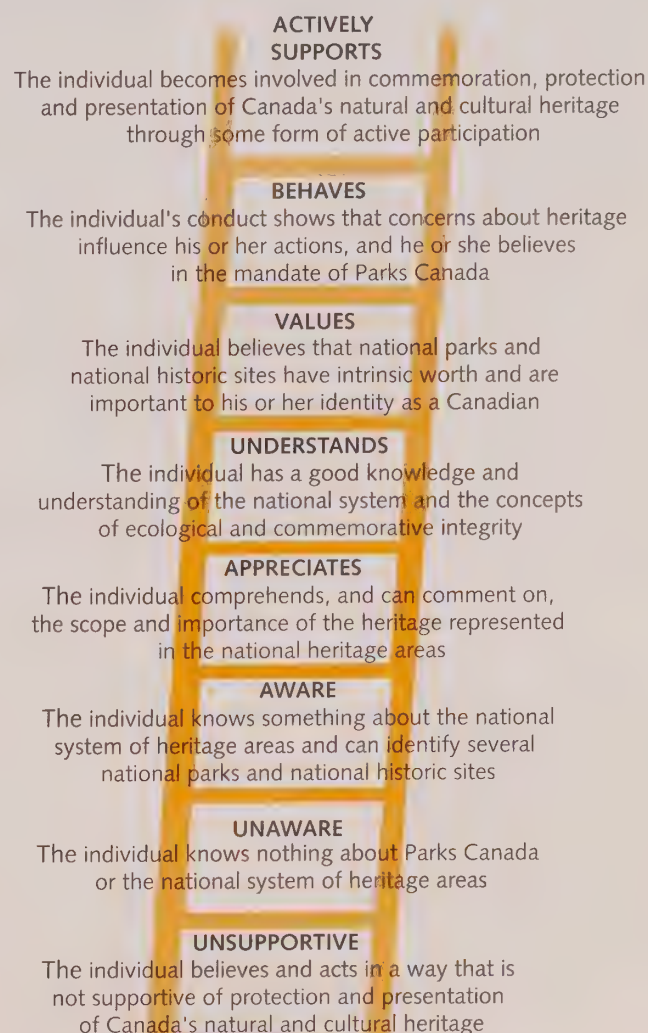 ACTIVELY
SUPPORTS
The individual becomes involved in commemoration, protection
and presentation of Canada's natural and cultural heritage
through some form of active participation
BEHAVES
The individual's conduct shows that concerns about heritage
influence his or her actions, and he or she believes
in the mandate of Parks Canada
VALUES
The individual believes that national parks and
national historic sites have intrinsic worth and are
important to his or her identity as a Canadian
UNDERSTANDS
The individual has a good knowledge and
understanding of the national system and the concepts
of ecological and commemorative integrity
APPRECIATES
The individual comprehends, and can comment on,
the scope and importance of the heritage represented
in the national heritage areas
AWARE
The individual knows something about the national
system of heritage areas and can identify several
national parks and national historic sites
UNAWARE
The individual knows nothing about Parks Canada
or the national system of heritage areas
UNSUPPORTIVE
The individual believes and acts in a way that is
not supportive of protection and presentation
of Canada's natural and cultural heritage